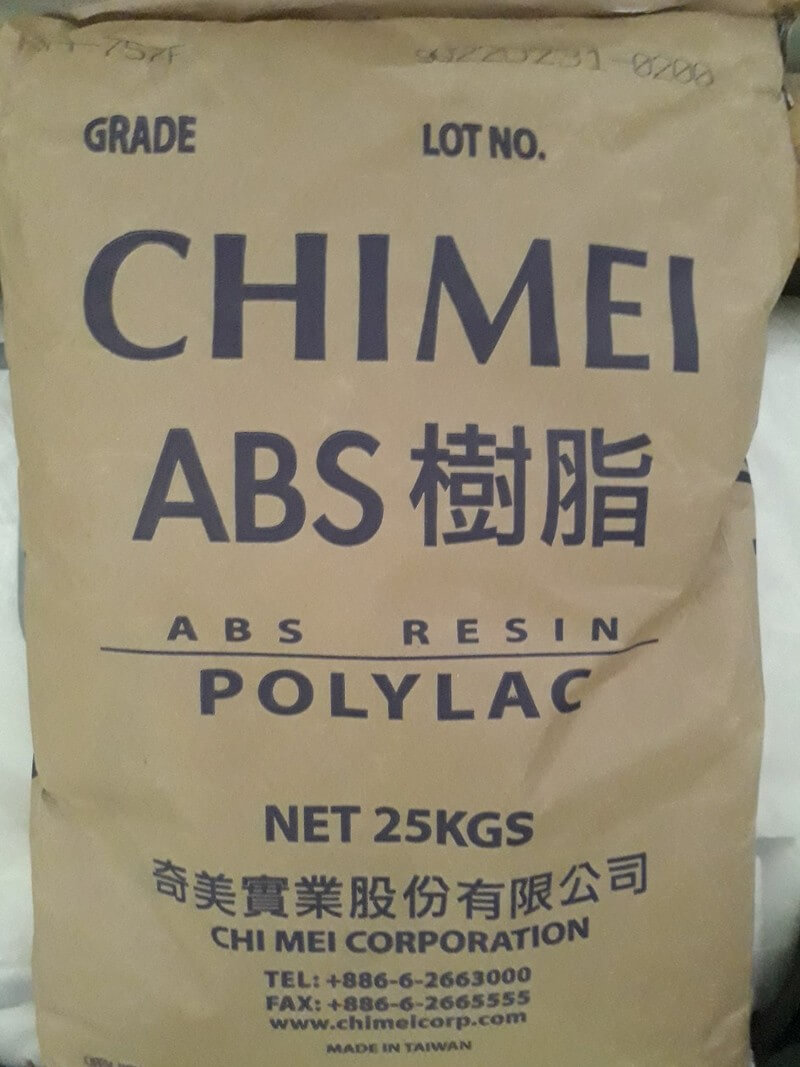 GRADE LOT NO.
CHIMEI
ABS 樹脂
ABS RESIN
POLYLAC
NET 25KGS
奇美實業股份有限公司
CHI MEI CORPORATION
TEL: +886-6-2663000
FAX: +886-6-2665555
www.chimeicorp.com
MADE IN TAIWAN